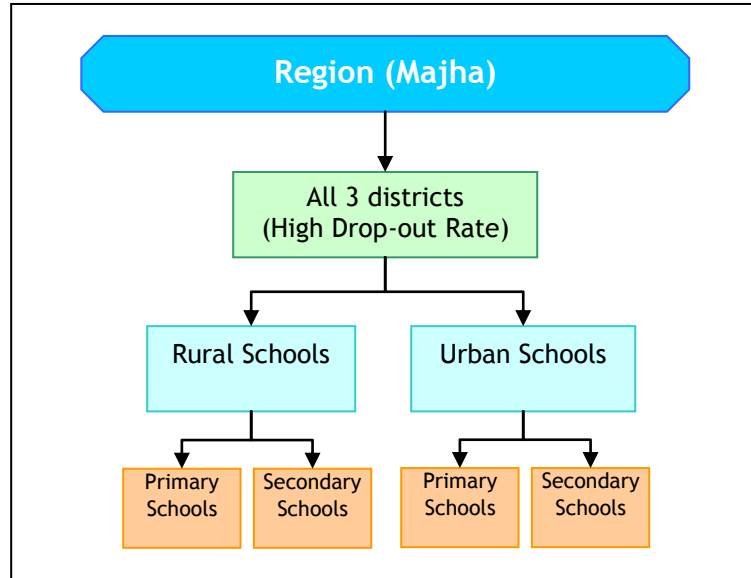 Region (Majha)
All 3 districts
(High Drop-out Rate)
Rural Schools
Urban Schools
Primary
Schools
Secondary
Schools
Primary
Schools
Secondary
Schools